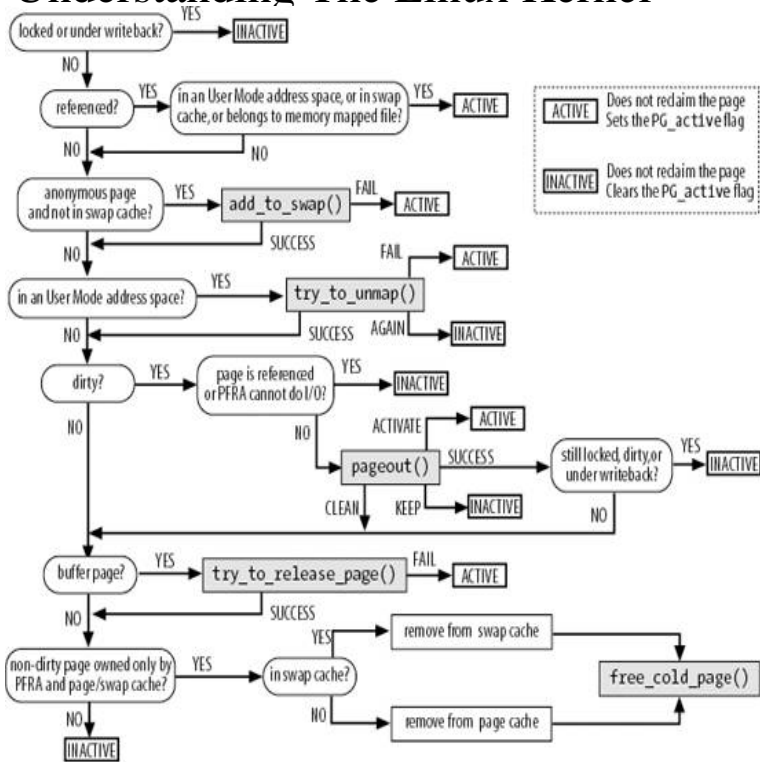 Understanding The Linux Kernel
locked or under writeback?
YES
INACTIVE
NO
referenced?
YES
in an User Mode address space, or in swap
cache, or belongs to memory mapped file?
YES
ACTIVE
NO
NO
ACTIVE
Does not reclaim the page
Sets the PG_active flag
INACTIVE
Does not reclaim the page
Clears the PG_active flag
anonymous page
and not in swap cache?
YES
add_to_swap()
FAIL
ACTIVE
NO
SUCCESS
in an User Mode address space?
YES
try_to_unmap()
FAIL
ACTIVE
NO
SUCCESS
AGAIN
INACTIVE
dirty?
YES
page is referenced
or PFRA cannot do I/O?
YES
INACTIVE
NO
NO
pageout()
ACTIVATE
ACTIVE
SUCCESS
still locked, dirty, or
under writeback?
YES
INACTIVE
CLEAN
KEEP
INACTIVE
NO
buffer page?
YES
try_to_release_page()
FAIL
ACTIVE
NO
SUCCESS
non-dirty page owned only by
PFRA and page/swap cache?
YES
in swap cache?
YES
remove from swap cache
free_cold_page()
NO
remove from page cache
NO
INACTIVE